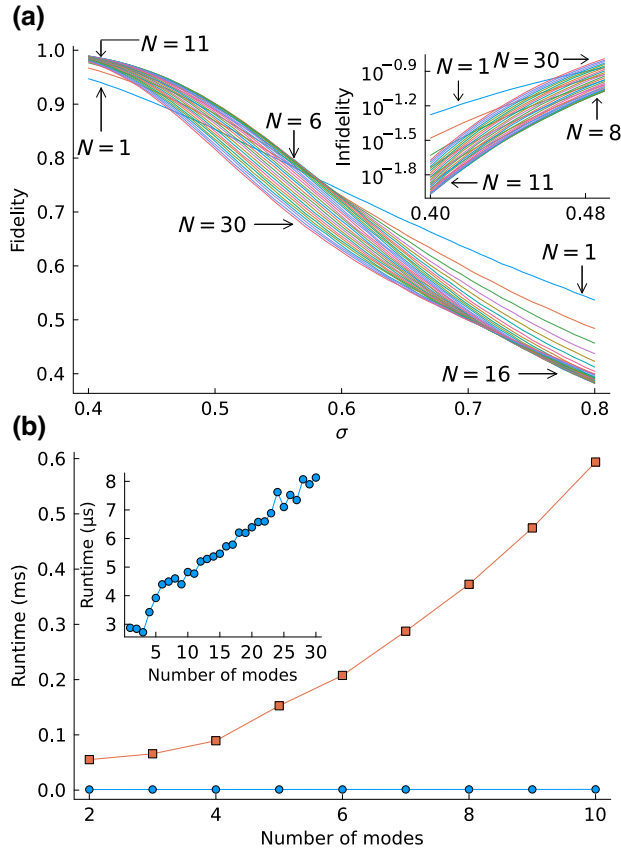 (a)
1.0
0.9
0.8
0.7
0.6
0.5
0.4
Fidelity
0.4
0.5
0.6
0.7
0.8
σ
N = 11
N = 1
N = 6
N = 30
N = 1
N = 16
10^−0.9
10^−1.2
10^−1.5
10^−1.8
Infidelity
0.40
0.48
N = 30
N = 1
N = 8
N = 11
(b)
0.6
0.5
0.4
0.3
0.2
0.1
0.0
Runtime (ms)
2
4
6
8
10
Number of modes
8
7
6
5
4
3
Runtime (μs)
5
10
15
20
25
30
Number of modes